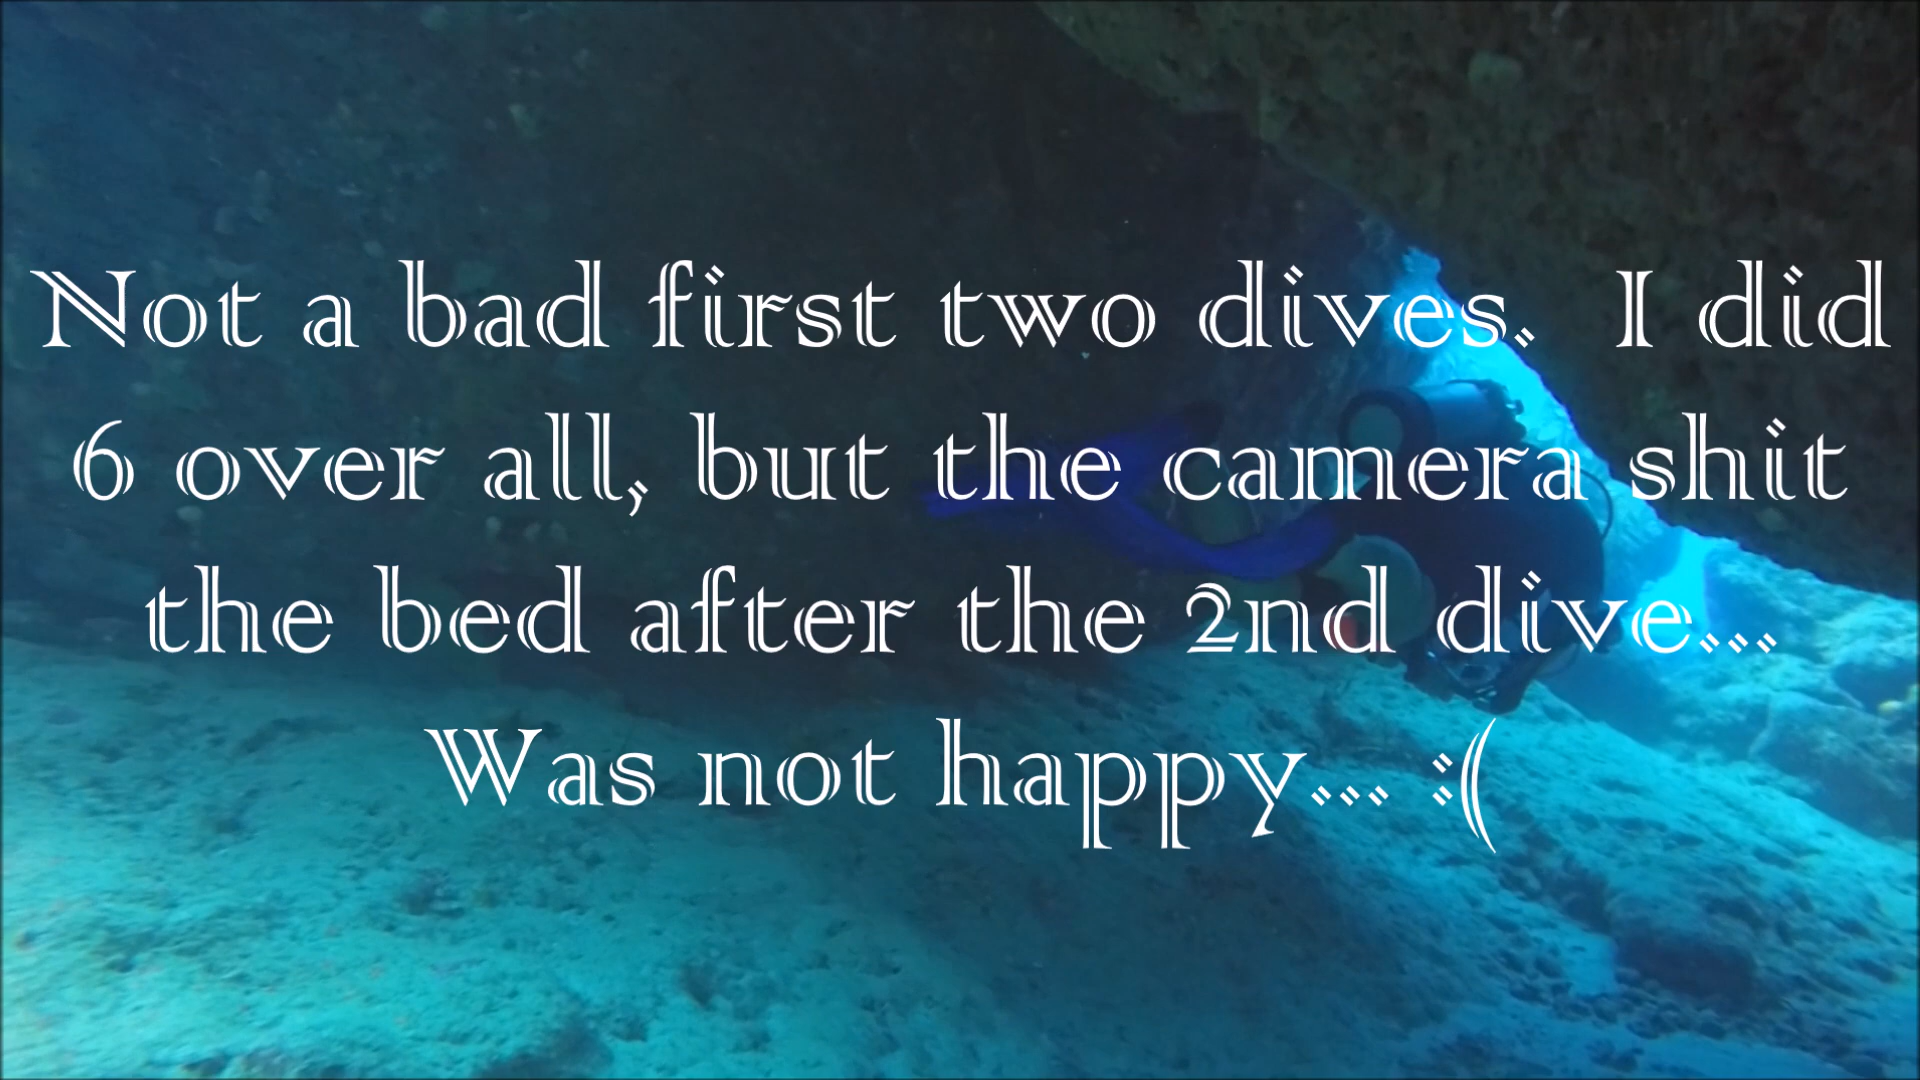 Not a bad first two dives.  I did
6 over all, but the camera shit
the bed after the 2nd dive...
Was not happy... :(